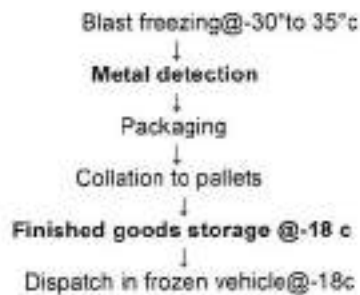 Blast freezing@-30°to 35°c
Metal detection
Packaging
Collation to pallets
Finished goods storage @-18 c
Dispatch in frozen vehicle@-18c